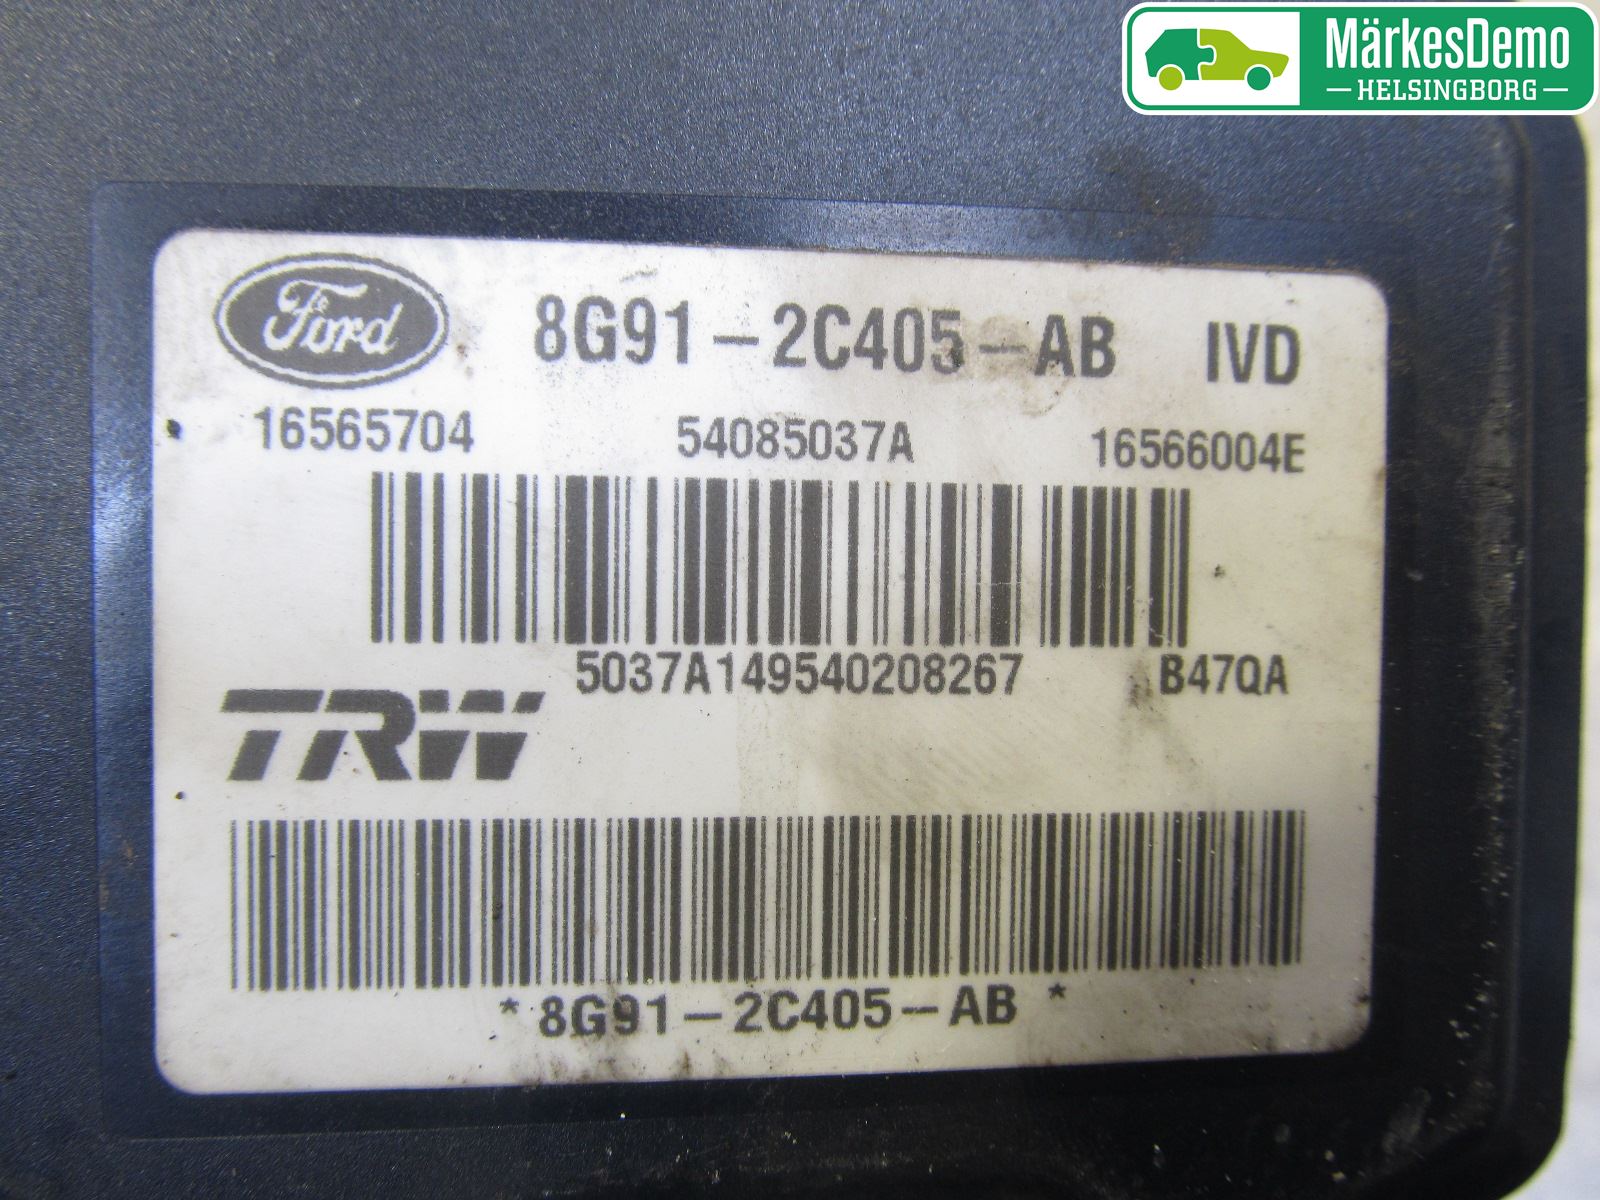 MärkesDemo
HELSINGBORG
Ford 8G91-2C405-AB IVD
16565704 54085037A 16566004E
5037A149540208267 B47QA
TRW
*8G91-2C405-AB*